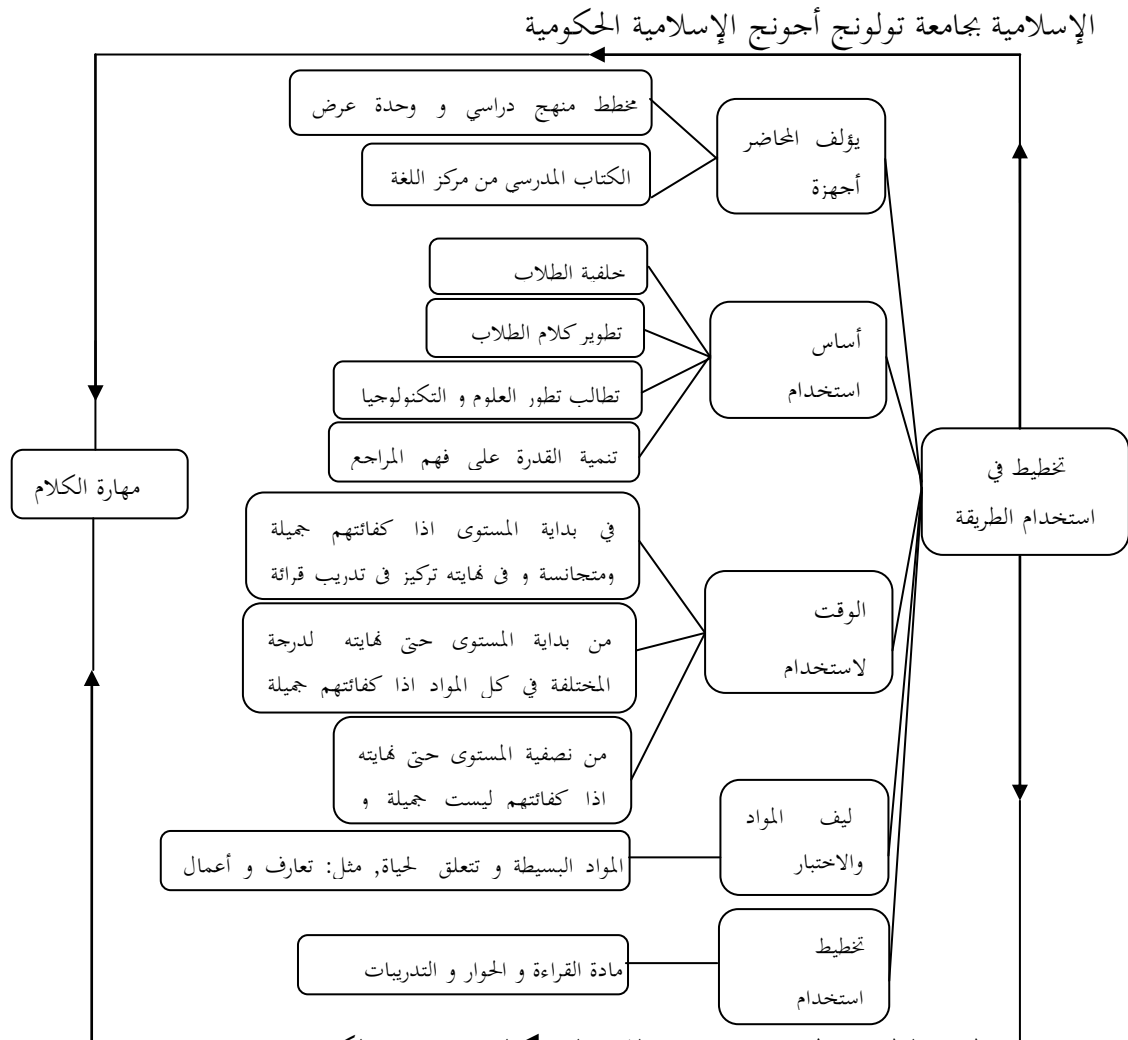 الإسلامية بجامعة تولونج أجونج الإسلامية الحكومية
تخطيط في
استخدام الطريقة
يؤلف المحاضر
أجهزة
مخطط منهج دراسي و وحدة عرض
الكتاب المدرسى من مركز اللغة
أساس
استخدام
خلفية الطلاب
تطوير كلام الطلاب
تطالب تطور العلوم و التكنولوجيا
تنمية القدرة على فهم المراجع
الوقت
لاستخدام
في بداية المستوى اذا كفائتهم جميلة
ومتجانسة و فى نهايته تركيز فى تدريب قرائة
من بداية المستوى حتى نهايته لدرجة
المختلفة في كل المواد اذا كفائتهم جميلة
من نصفية المستوى حتى نهايته
اذا كفائتهم ليست جميلة و
ليف المواد
والاختبار
المواد البسيطة و تتعلق لحياة, مثل: تعارف و أعمال
تخطيط
استخدام
مادة القراءة و الحوار و التدريبات
مهارة الكلام